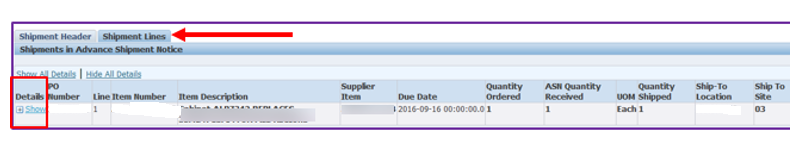 Shipment Header Shipment Lines
Shipments in Advance Shipment Notice
Show All Details | Hide All Details
Details PO Number Line Item Number Item Description Supplier Item Due Date Quantity Ordered ASN Quantity Received UOM Quantity Shipped Ship-To Location Ship To Site
Show 1 2016-09-16 00:00:00.0 1 1 Each 1 03